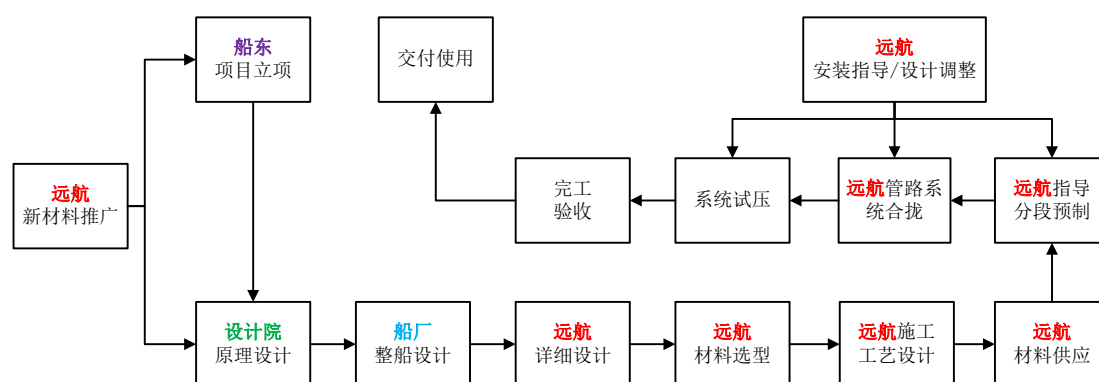 船东
项目立项
交付使用
远航
安装指导/设计调整
远航
新材料推广
完工
验收
系统试压
远航管路系
统合拢
远航指导
分段预制
设计院
原理设计
船厂
整船设计
远航
详细设计
远航
材料选型
远航施工
工艺设计
远航
材料供应